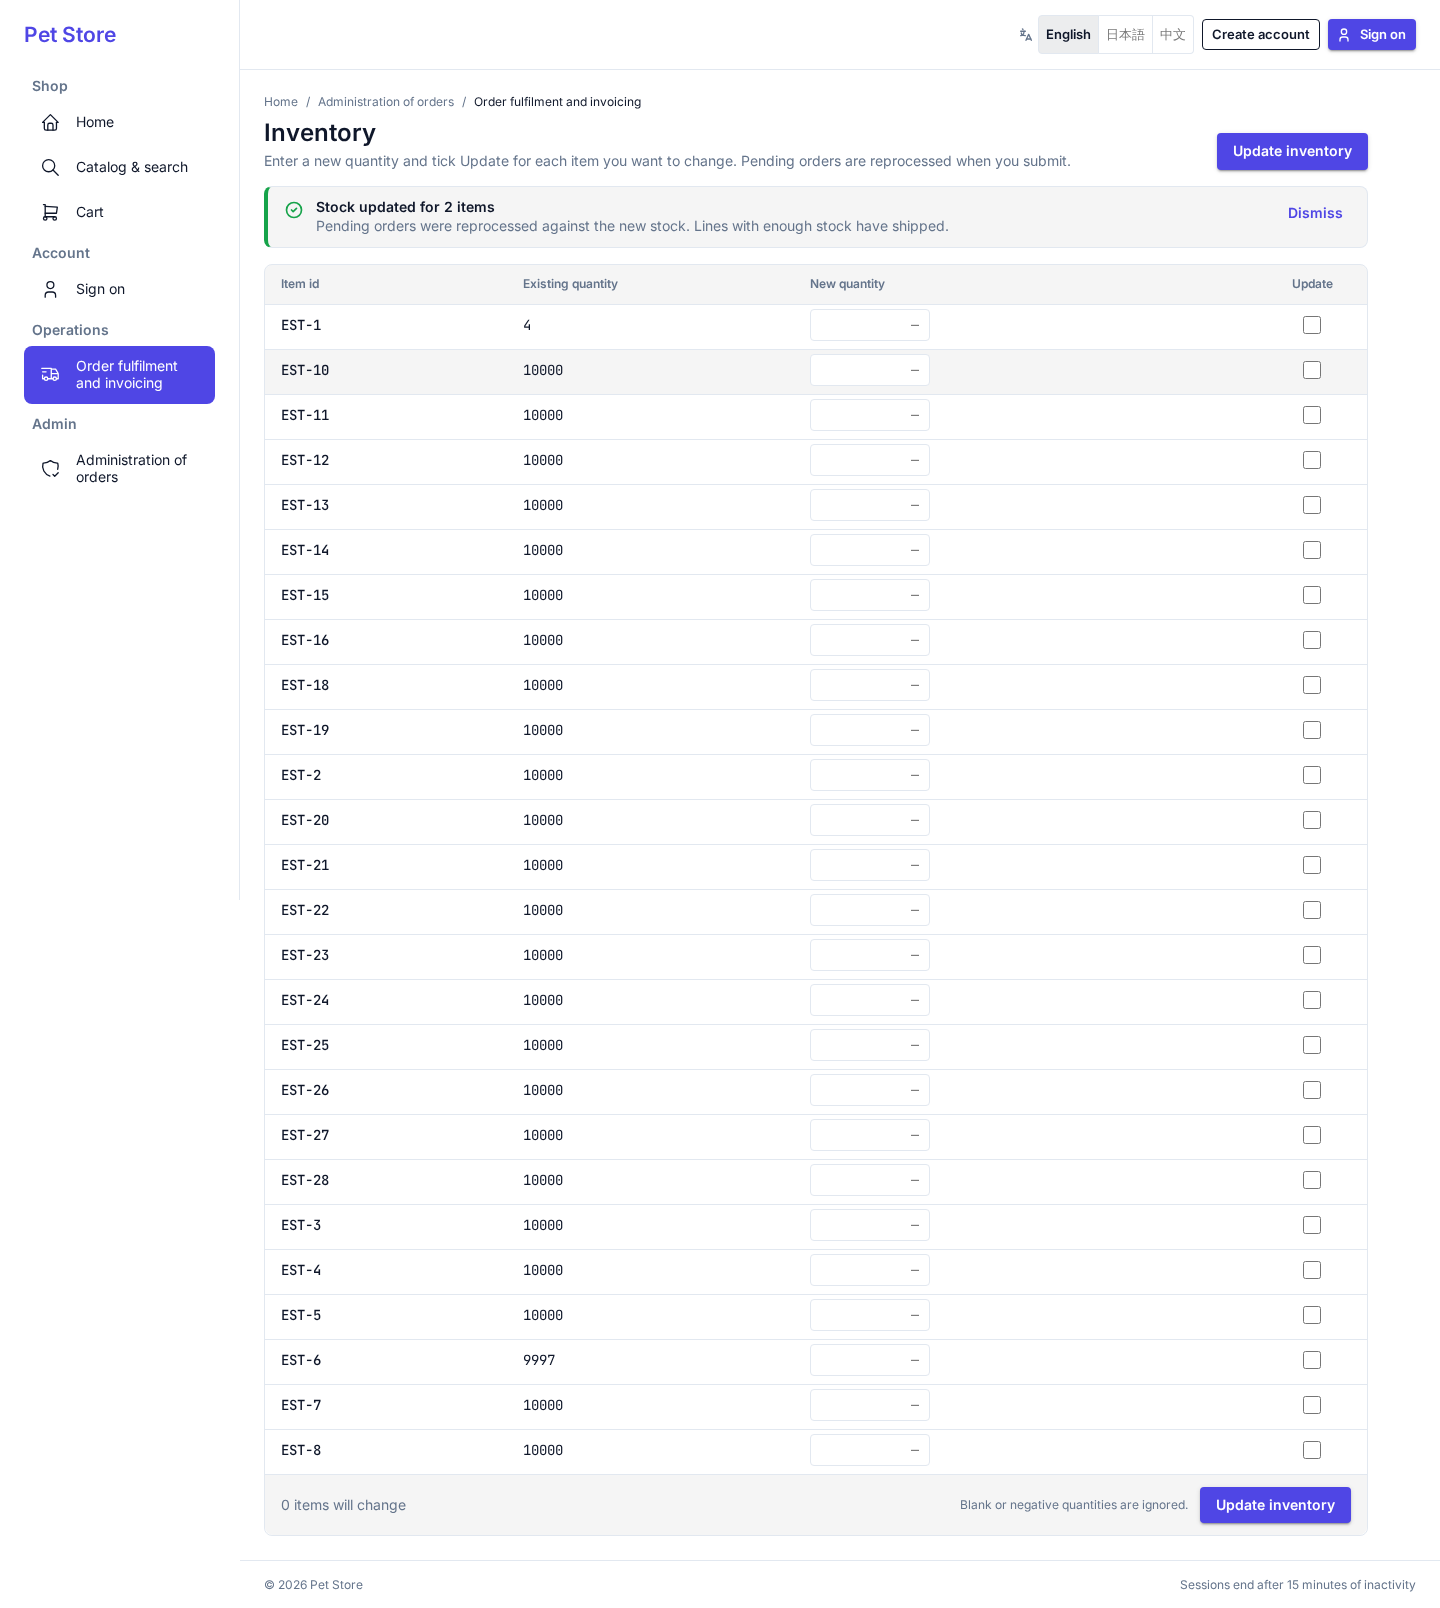 Pet Store
English
日本語
中文
Create account
Sign on
Shop
Home
Catalog & search
Cart
Account
Sign on
Operations
Order fulfilment
and invoicing
Admin
Administration of
orders
Home / Administration of orders / Order fulfilment and invoicing
Inventory
Enter a new quantity and tick Update for each item you want to change. Pending orders are reprocessed when you submit.
Update inventory
Stock updated for 2 items
Pending orders were reprocessed against the new stock. Lines with enough stock have shipped.
Dismiss
Item id Existing quantity New quantity Update
EST-1 4 –
EST-10 10000 –
EST-11 10000 –
EST-12 10000 –
EST-13 10000 –
EST-14 10000 –
EST-15 10000 –
EST-16 10000 –
EST-18 10000 –
EST-19 10000 –
EST-2 10000 –
EST-20 10000 –
EST-21 10000 –
EST-22 10000 –
EST-23 10000 –
EST-24 10000 –
EST-25 10000 –
EST-26 10000 –
EST-27 10000 –
EST-28 10000 –
EST-3 10000 –
EST-4 10000 –
EST-5 10000 –
EST-6 9997 –
EST-7 10000 –
EST-8 10000 –
0 items will change
Blank or negative quantities are ignored.
Update inventory
© 2026 Pet Store
Sessions end after 15 minutes of inactivity